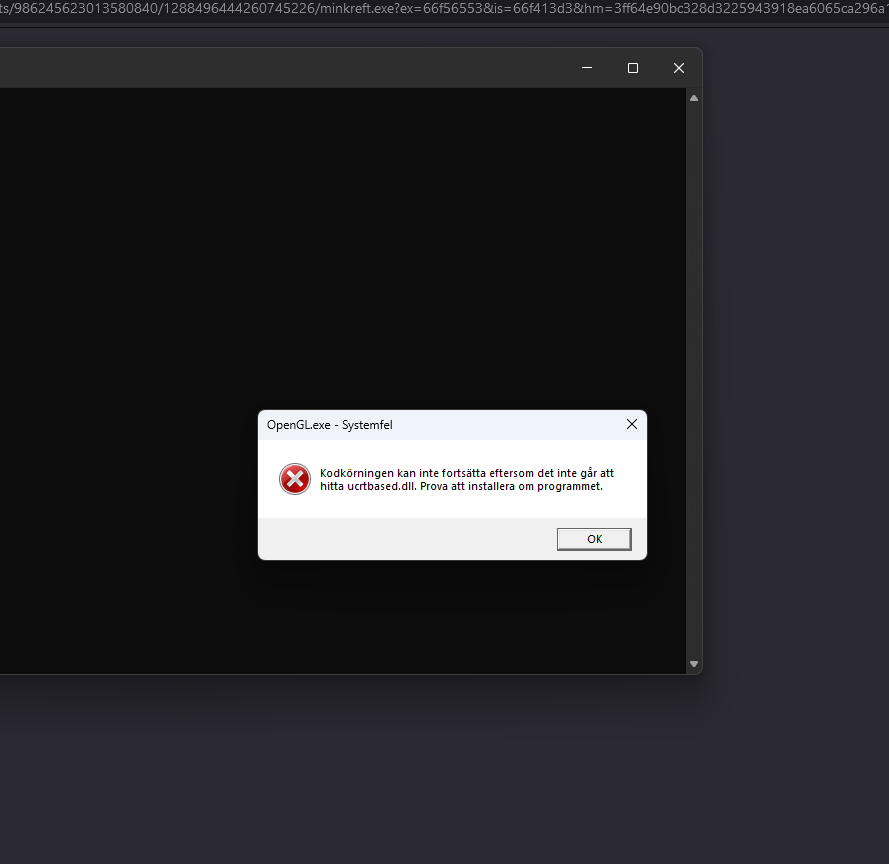 ts/986245623013580840/1288496444260745226/minkreft.exe?ex=66f56553&is=66f413d3&hm=3ff64e90bc328d3225943918ea6065ca296a1
OpenGL.exe - Systemfel
Kodkörningen kan inte fortsätta eftersom det inte går att
hitta ucrtbased.dll. Prova att installera om programmet.
OK